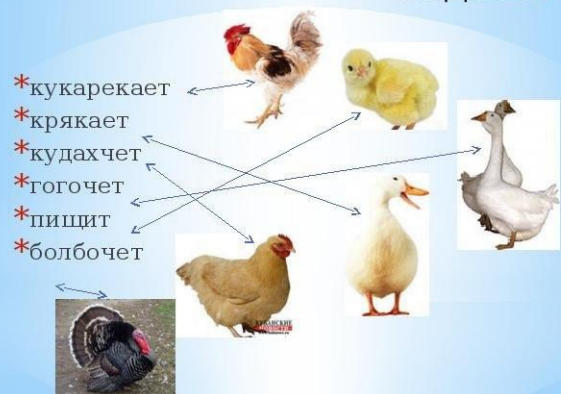 *кукарекает
*крякает
*кудахчет
*гогочет
*пищит
*болбочет